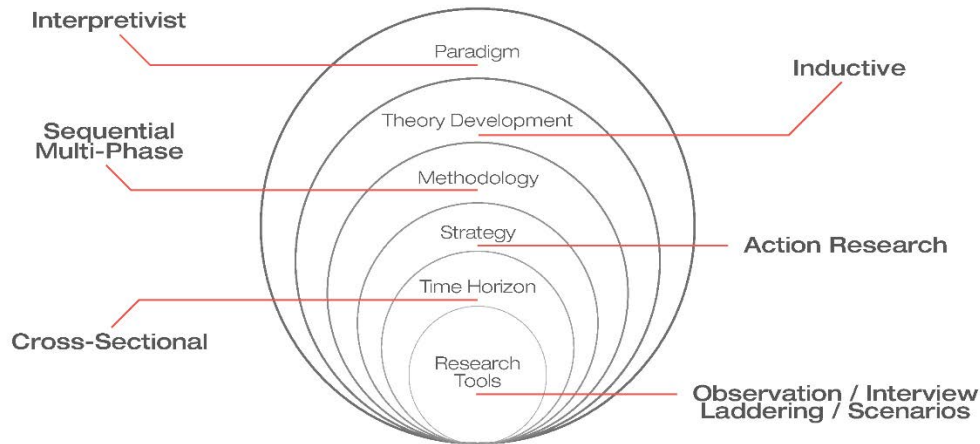 Interpretivist
Paradigm
Inductive
Theory Development
Sequential
Multi-Phase
Methodology
Strategy
Action Research
Time Horizon
Cross-Sectional
Research
Tools
Observation / Interview
Laddering / Scenarios